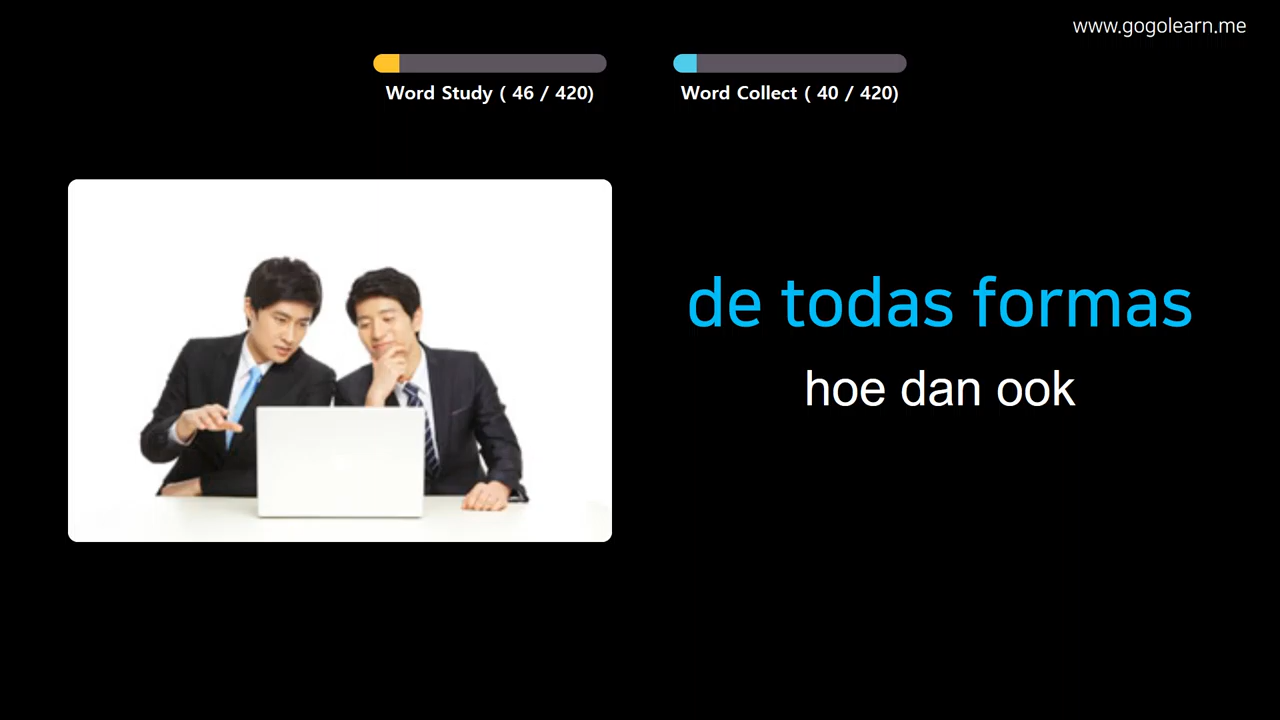 www.gogolearn.me
Word Study ( 46 / 420)
Word Collect ( 40 / 420)
de todas formas
hoe dan ook